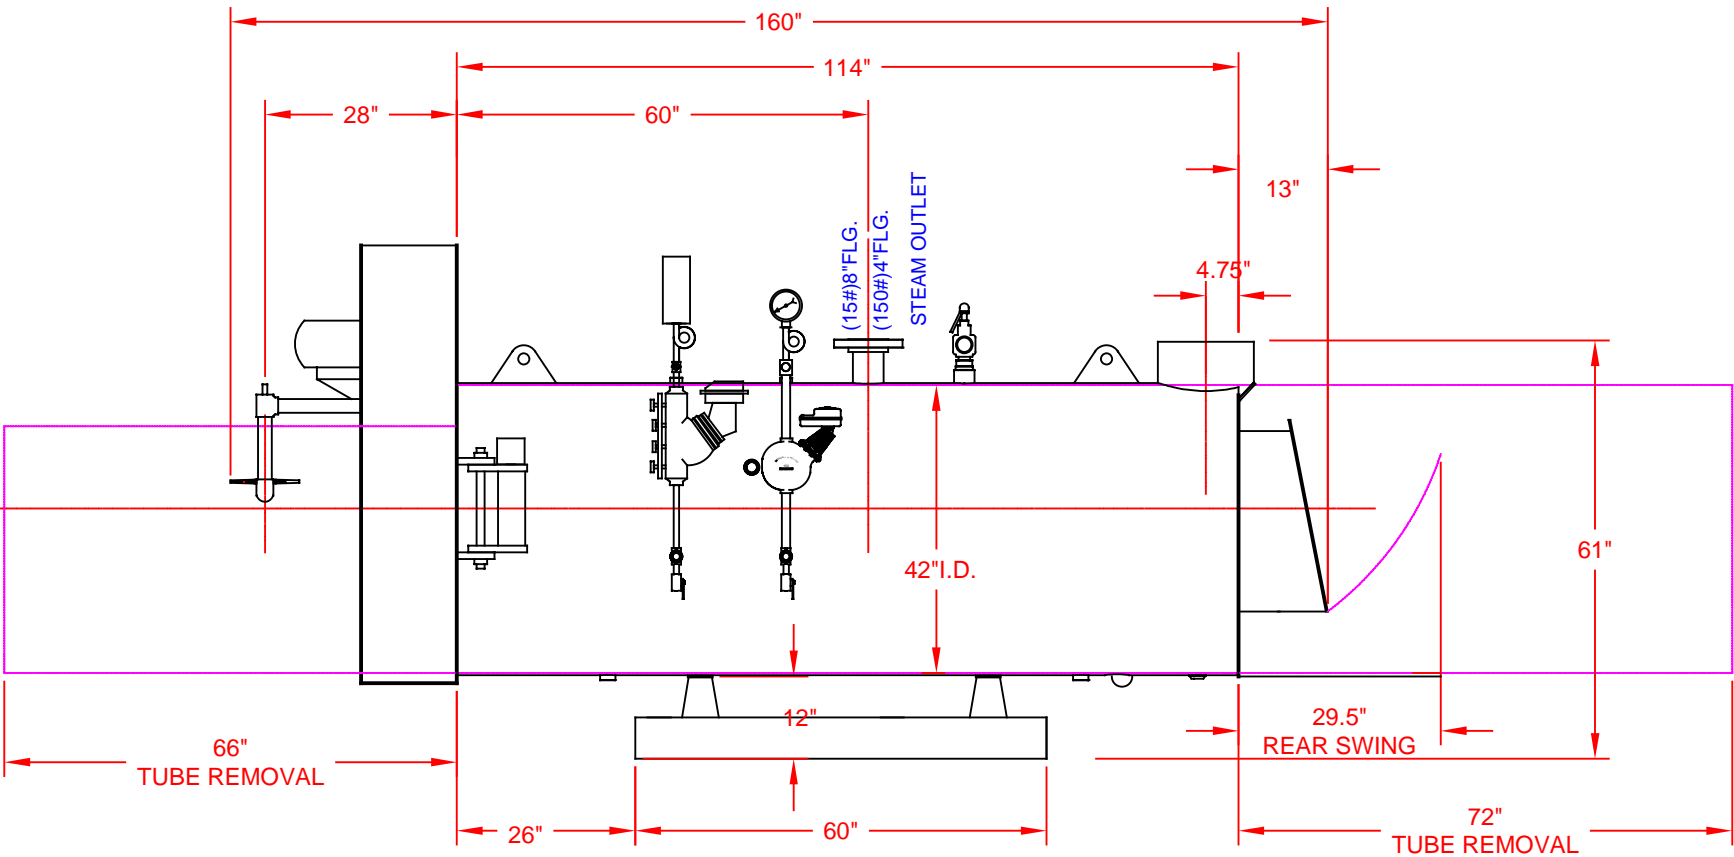 160"
114"
28"
60"
13"
(15#)8"FLG.
(150#)4"FLG.
STEAM OUTLET
4.75"
61"
42"I.D.
12"
29.5"
REAR SWING
66"
TUBE REMOVAL
26"
60"
72"
TUBE REMOVAL